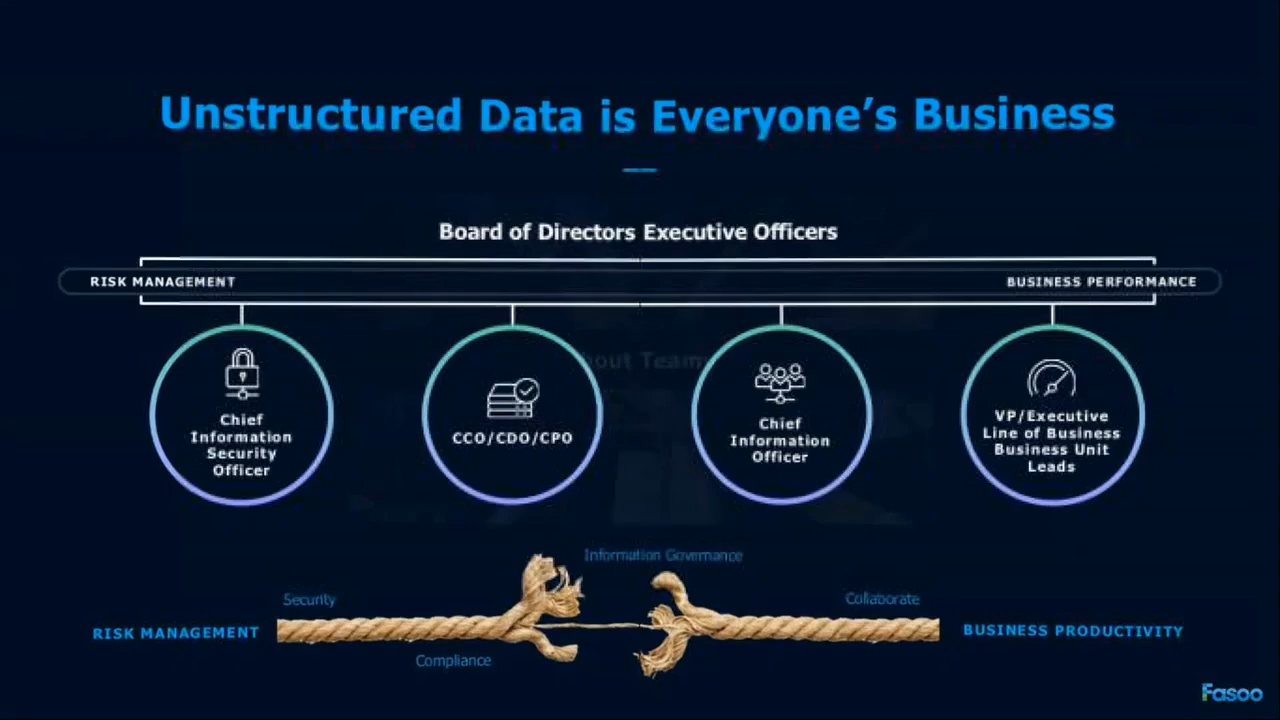 Unstructured Data is Everyone's Business
Board of Directors Executive Officers
RISK MANAGEMENT
BUSINESS PERFORMANCE
Chief
Information
Security
Officer
CCO/CDO/CPO
Chief
Information
Officer
VP/Executive
Line of Business
Business Unit
Leads
Information Governance
Security
Collaborate
RISK MANAGEMENT
BUSINESS PRODUCTIVITY
Compliance
Fasoo